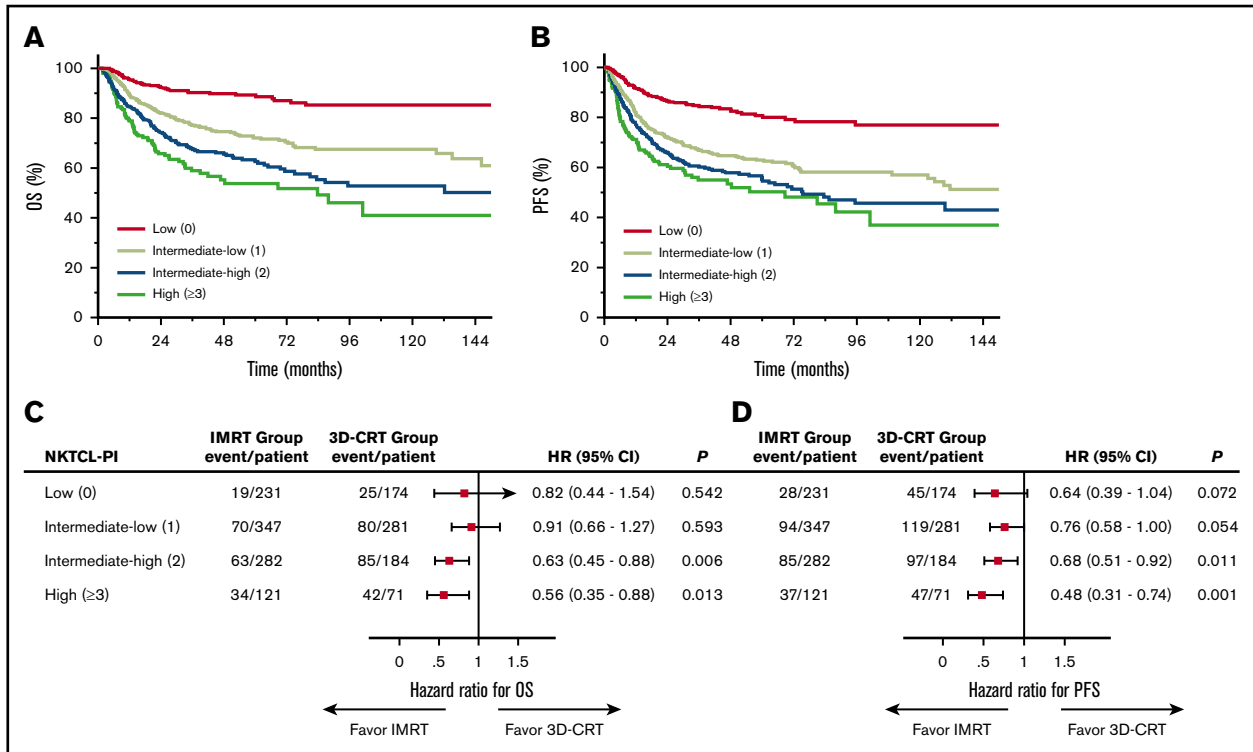 A
B
100
80
60
40
20
0
OS (%)
Low (0)
Intermediate-low (1)
Intermediate-high (2)
High (≥3)
0 24 48 72 96 120 144
Time (months)
100
80
60
40
20
0
PFS (%)
Low (0)
Intermediate-low (1)
Intermediate-high (2)
High (≥3)
0 24 48 72 96 120 144
Time (months)
C
D
NKTCL-PI IMRT Group event/patient 3D-CRT Group event/patient HR (95% CI) P IMRT Group event/patient 3D-CRT Group event/patient HR (95% CI) P
Low (0) 19/231 25/174 0.82 (0.44 - 1.54) 0.542 28/231 45/174 0.64 (0.39 - 1.04) 0.072
Intermediate-low (1) 70/347 80/281 0.91 (0.66 - 1.27) 0.593 94/347 119/281 0.76 (0.58 - 1.00) 0.054
Intermediate-high (2) 63/282 85/184 0.63 (0.45 - 0.88) 0.006 85/282 97/184 0.68 (0.51 - 0.92) 0.011
High (≥3) 34/121 42/71 0.56 (0.35 - 0.88) 0.013 37/121 47/71 0.48 (0.31 - 0.74) 0.001
0 .5 1 1.5
Hazard ratio for OS
Favor IMRT Favor 3D-CRT
0 .5 1 1.5
Hazard ratio for PFS
Favor IMRT Favor 3D-CRT